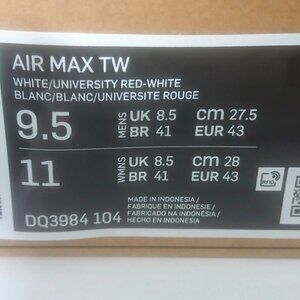 AIR MAX TW
WHITE/UNIVERSITY RED-WHITE
BLANC/BLANC/UNIVERSITE ROUGE
9.5 MENS UK 8.5 CM 27.5
BR 41 EUR 43
11 WMNS UK 8.5 CM 28
BR 41 EUR 43
RFID
MADE IN INDONESIA /
FABRIQUE EN INDONESIE /
FABRICADO NA INDONÉSIA /
HECHO EN INDONESIA
DQ3984 104